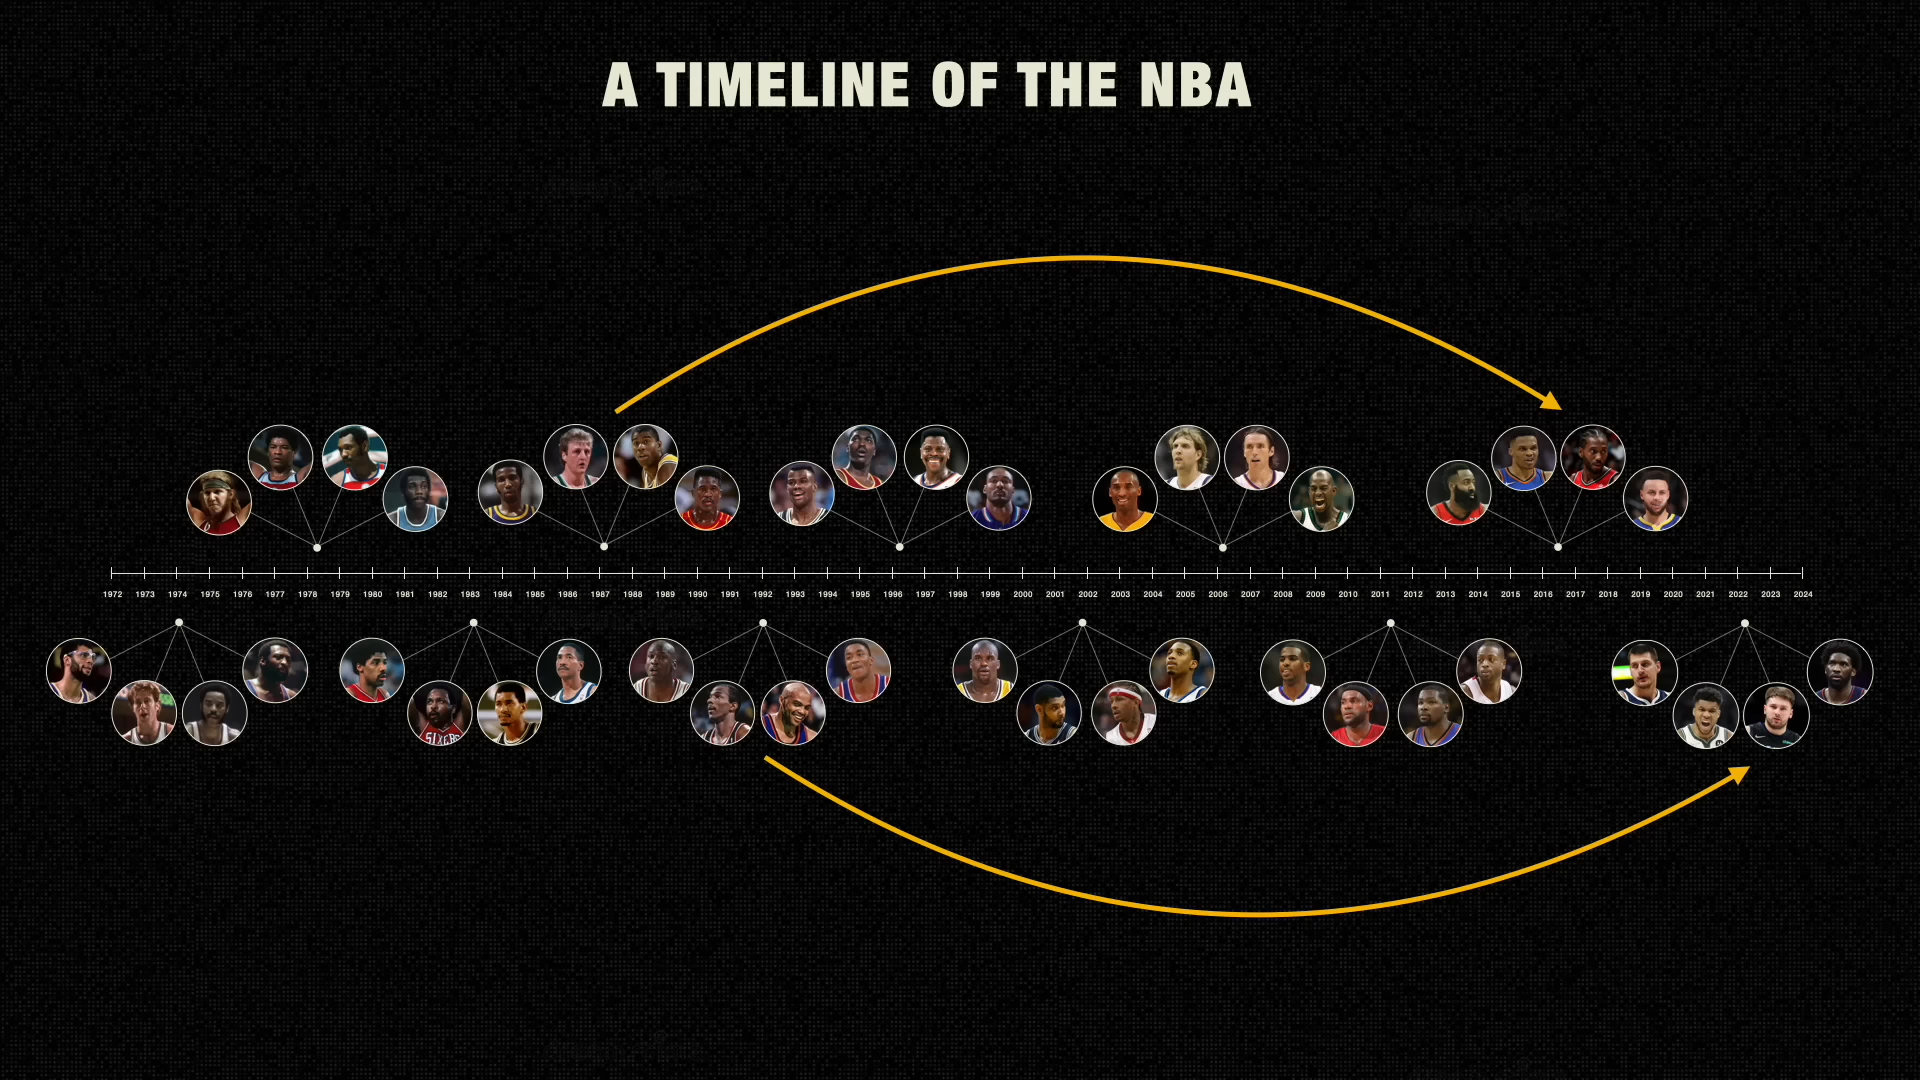 A TIMELINE OF THE NBA
1972 1973 1974 1975 1976 1977 1978 1979 1980 1981 1982 1983 1984 1985 1986 1987 1988 1989 1990 1991 1992 1993 1994 1995 1996 1997 1998 1999 2000 2001 2002 2003 2004 2005 2006 2007 2008 2009 2010 2011 2012 2013 2014 2015 2016 2017 2018 2019 2020 2021 2022 2023 2024
SIXERS